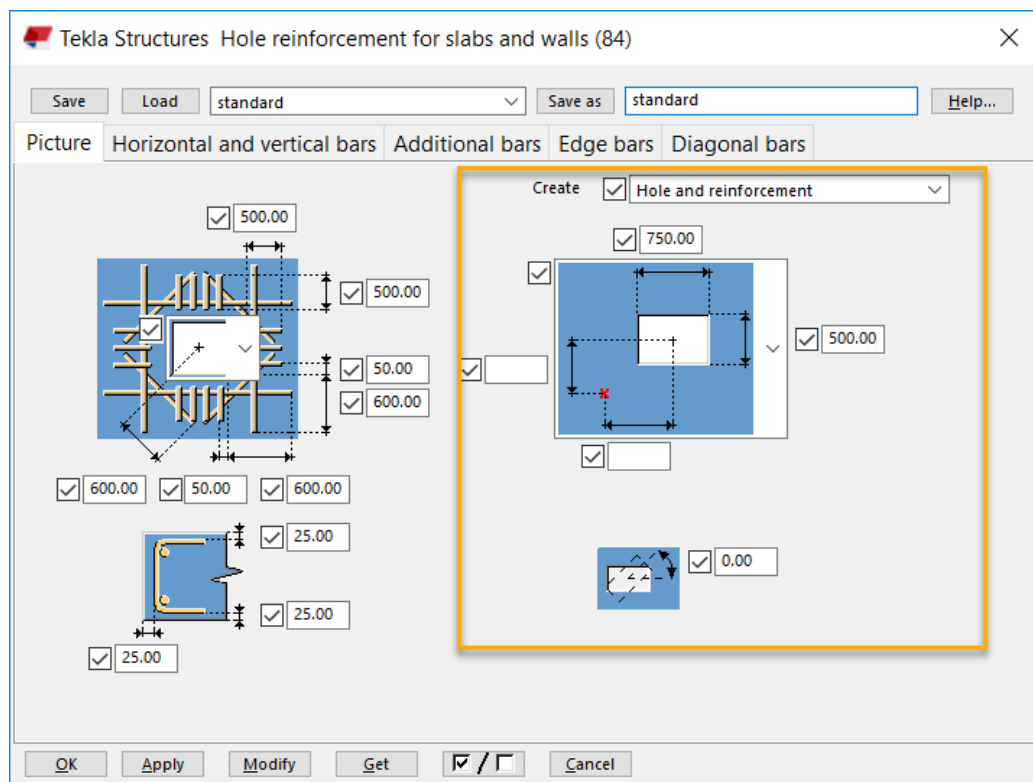 Tekla Structures Hole reinforcement for slabs and walls (84)
Save Load standard Save as standard Help...
Picture Horizontal and vertical bars Additional bars Edge bars Diagonal bars
Create Hole and reinforcement
500.00
750.00
500.00
500.00
50.00
600.00
600.00 50.00 600.00
25.00
0.00
25.00
25.00
OK Apply Modify Get / Cancel